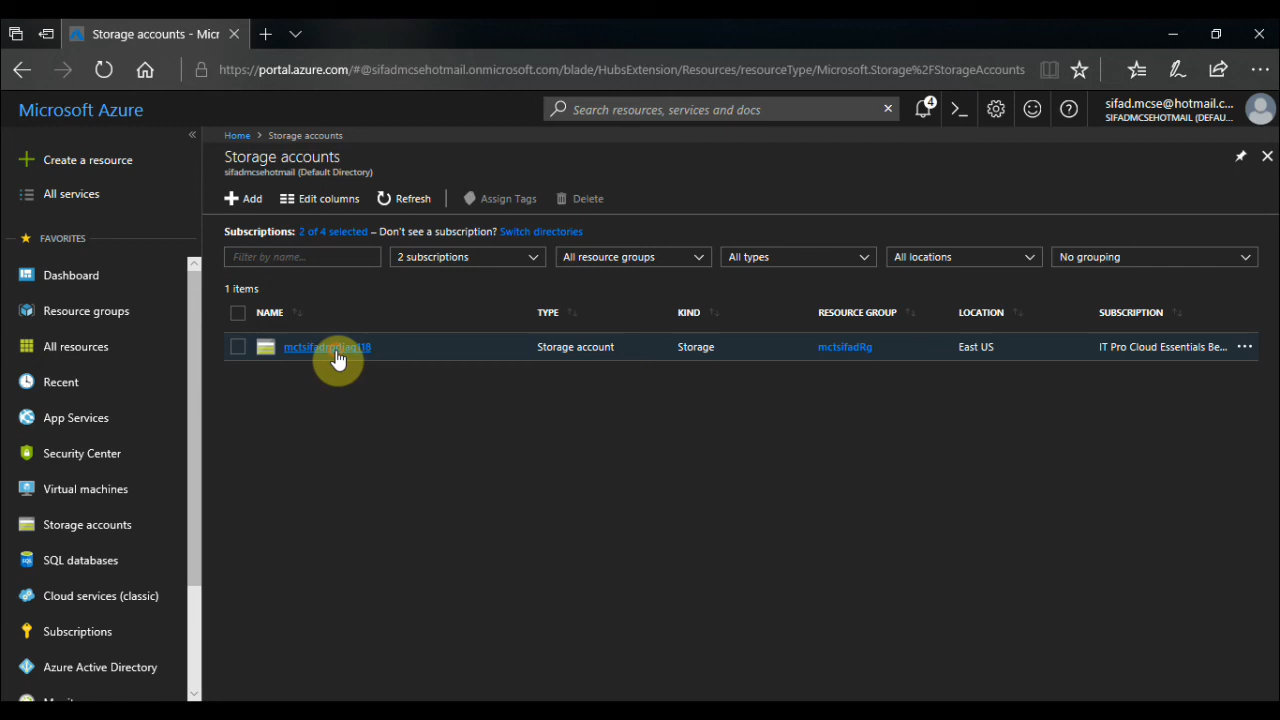 Storage accounts - Micr
https://portal.azure.com/#@sifadmcsehotmail.onmicrosoft.com/blade/HubsExtension/Resources/resourceType/Microsoft.Storage%2FStorageAccounts
Microsoft Azure
Search resources, services and docs
4
sifad.mcse@hotmail.c...
SIFADMCSEHOTMAIL (DEFAU...
Home > Storage accounts
Create a resource
All services
FAVORITES
Dashboard
Resource groups
All resources
Recent
App Services
Security Center
Virtual machines
Storage accounts
SQL databases
Cloud services (classic)
Subscriptions
Azure Active Directory
Storage accounts
sifadmcsehotmail (Default Directory)
Add Edit columns Refresh Assign Tags Delete
Subscriptions: 2 of 4 selected – Don't see a subscription? Switch directories
Filter by name... 2 subscriptions All resource groups All types All locations No grouping
1 items
NAME TYPE KIND RESOURCE GROUP LOCATION SUBSCRIPTION
Storage account Storage mctsifadRg East US IT Pro Cloud Essentials Be... ...